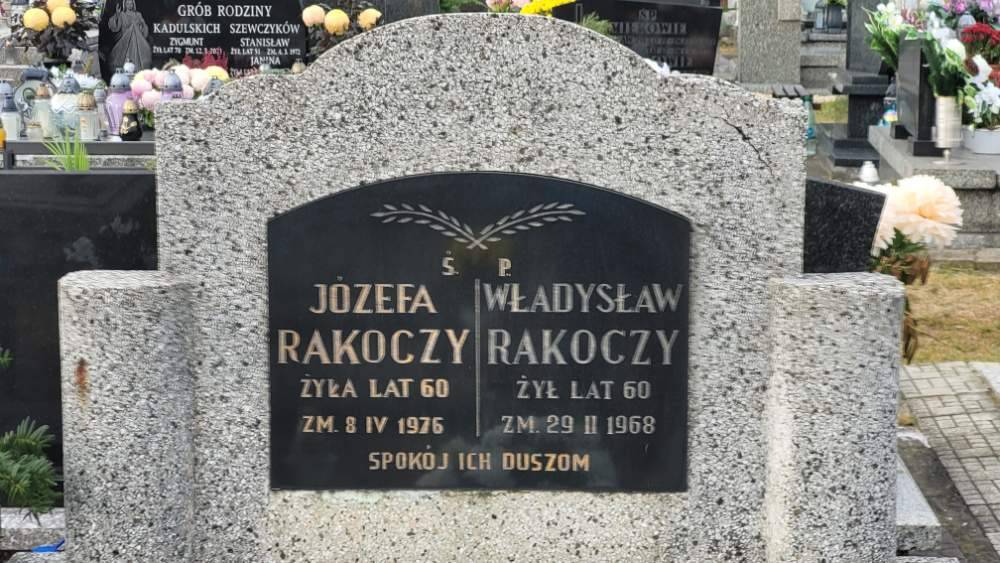 GRÓB RODZINY
KADULSKICH SZEWCZYKÓW
ZYGMUNT STANISŁAW
JANINA
Ś. P.
JÓZEFA
RAKOCZY
ŻYŁA LAT 60
ZM. 8 IV 1976
WŁADYSŁAW
RAKOCZY
ŻYŁ LAT 60
ZM. 29 II 1968
SPOKÓJ ICH DUSZOM